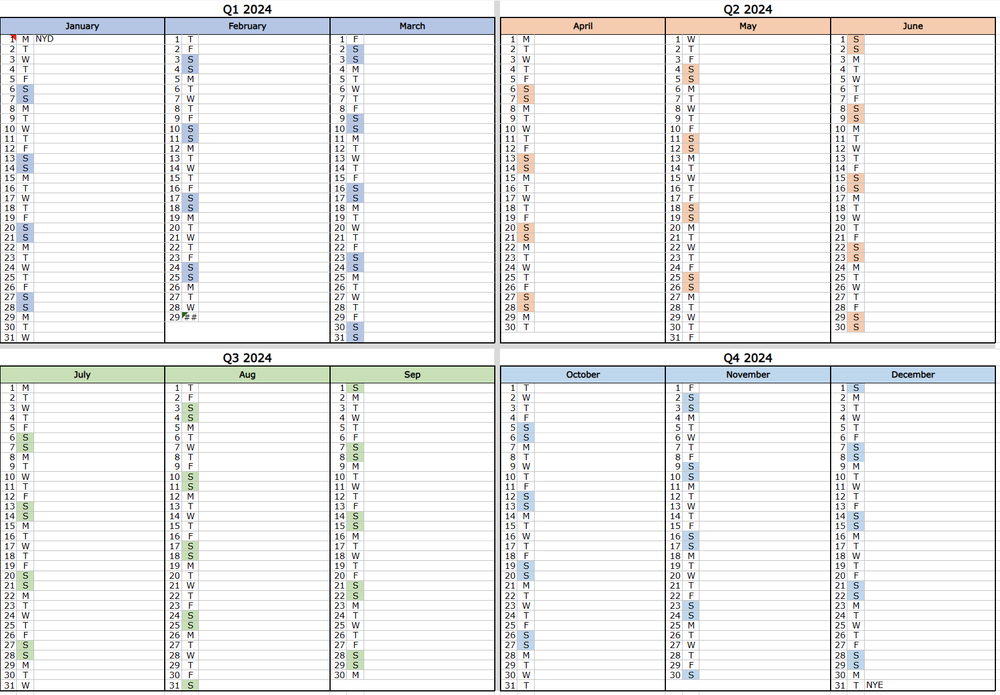 Q1 2024
January February March
1 M NYD 1 T 1 F
2 T 2 F 2 S
3 W 3 S 3 S
4 T 4 S 4 M
5 F 5 M 5 T
6 S 6 T 6 W
7 S 7 W 7 T
8 M 8 T 8 F
9 T 9 F 9 S
10 W 10 S 10 S
11 T 11 S 11 M
12 F 12 M 12 T
13 S 13 T 13 W
14 S 14 W 14 T
15 M 15 T 15 F
16 T 16 F 16 S
17 W 17 S 17 S
18 T 18 S 18 M
19 F 19 M 19 T
20 S 20 T 20 W
21 S 21 W 21 T
22 M 22 T 22 F
23 T 23 F 23 S
24 W 24 S 24 S
25 T 25 S 25 M
26 F 26 M 26 T
27 S 27 T 27 W
28 S 28 W 28 T
29 M 29 ## 29 F
30 T 30 S
31 W 31 S
Q2 2024
April May June
1 M 1 W 1 S
2 T 2 T 2 S
3 W 3 F 3 M
4 T 4 S 4 T
5 F 5 S 5 W
6 S 6 M 6 T
7 S 7 T 7 F
8 M 8 W 8 S
9 T 9 T 9 S
10 W 10 F 10 M
11 T 11 S 11 T
12 F 12 S 12 W
13 S 13 M 13 T
14 S 14 T 14 F
15 M 15 W 15 S
16 T 16 T 16 S
17 W 17 F 17 M
18 T 18 S 18 T
19 F 19 S 19 W
20 S 20 M 20 T
21 S 21 T 21 F
22 M 22 W 22 S
23 T 23 T 23 S
24 W 24 F 24 M
25 T 25 S 25 T
26 F 26 S 26 W
27 S 27 M 27 T
28 S 28 T 28 F
29 M 29 W 29 S
30 T 30 T 30 S
31 F
Q3 2024
July Aug Sep
1 M 1 T 1 S
2 T 2 F 2 M
3 W 3 S 3 T
4 T 4 S 4 W
5 F 5 M 5 T
6 S 6 T 6 F
7 S 7 W 7 S
8 M 8 T 8 S
9 T 9 F 9 M
10 W 10 S 10 T
11 T 11 S 11 W
12 F 12 M 12 T
13 S 13 T 13 F
14 S 14 W 14 S
15 M 15 T 15 S
16 T 16 F 16 M
17 W 17 S 17 T
18 T 18 S 18 W
19 F 19 M 19 T
20 S 20 T 20 F
21 S 21 W 21 S
22 M 22 T 22 S
23 T 23 F 23 M
24 W 24 S 24 T
25 T 25 S 25 W
26 F 26 M 26 T
27 S 27 T 27 F
28 S 28 W 28 S
29 M 29 T 29 S
30 T 30 F 30 M
31 W 31 S
Q4 2024
October November December
1 T 1 F 1 S
2 W 2 S 2 M
3 T 3 S 3 T
4 F 4 M 4 W
5 S 5 T 5 T
6 S 6 W 6 F
7 M 7 T 7 S
8 T 8 F 8 S
9 W 9 S 9 M
10 T 10 S 10 T
11 F 11 M 11 W
12 S 12 T 12 T
13 S 13 W 13 F
14 M 14 T 14 S
15 T 15 F 15 S
16 W 16 S 16 M
17 T 17 S 17 T
18 F 18 M 18 W
19 S 19 T 19 T
20 S 20 W 20 F
21 M 21 T 21 S
22 T 22 F 22 S
23 W 23 S 23 M
24 T 24 S 24 T
25 F 25 M 25 W
26 S 26 T 26 T
27 S 27 W 27 F
28 M 28 T 28 S
29 T 29 F 29 S
30 W 30 S 30 M
31 T 31 T NYE